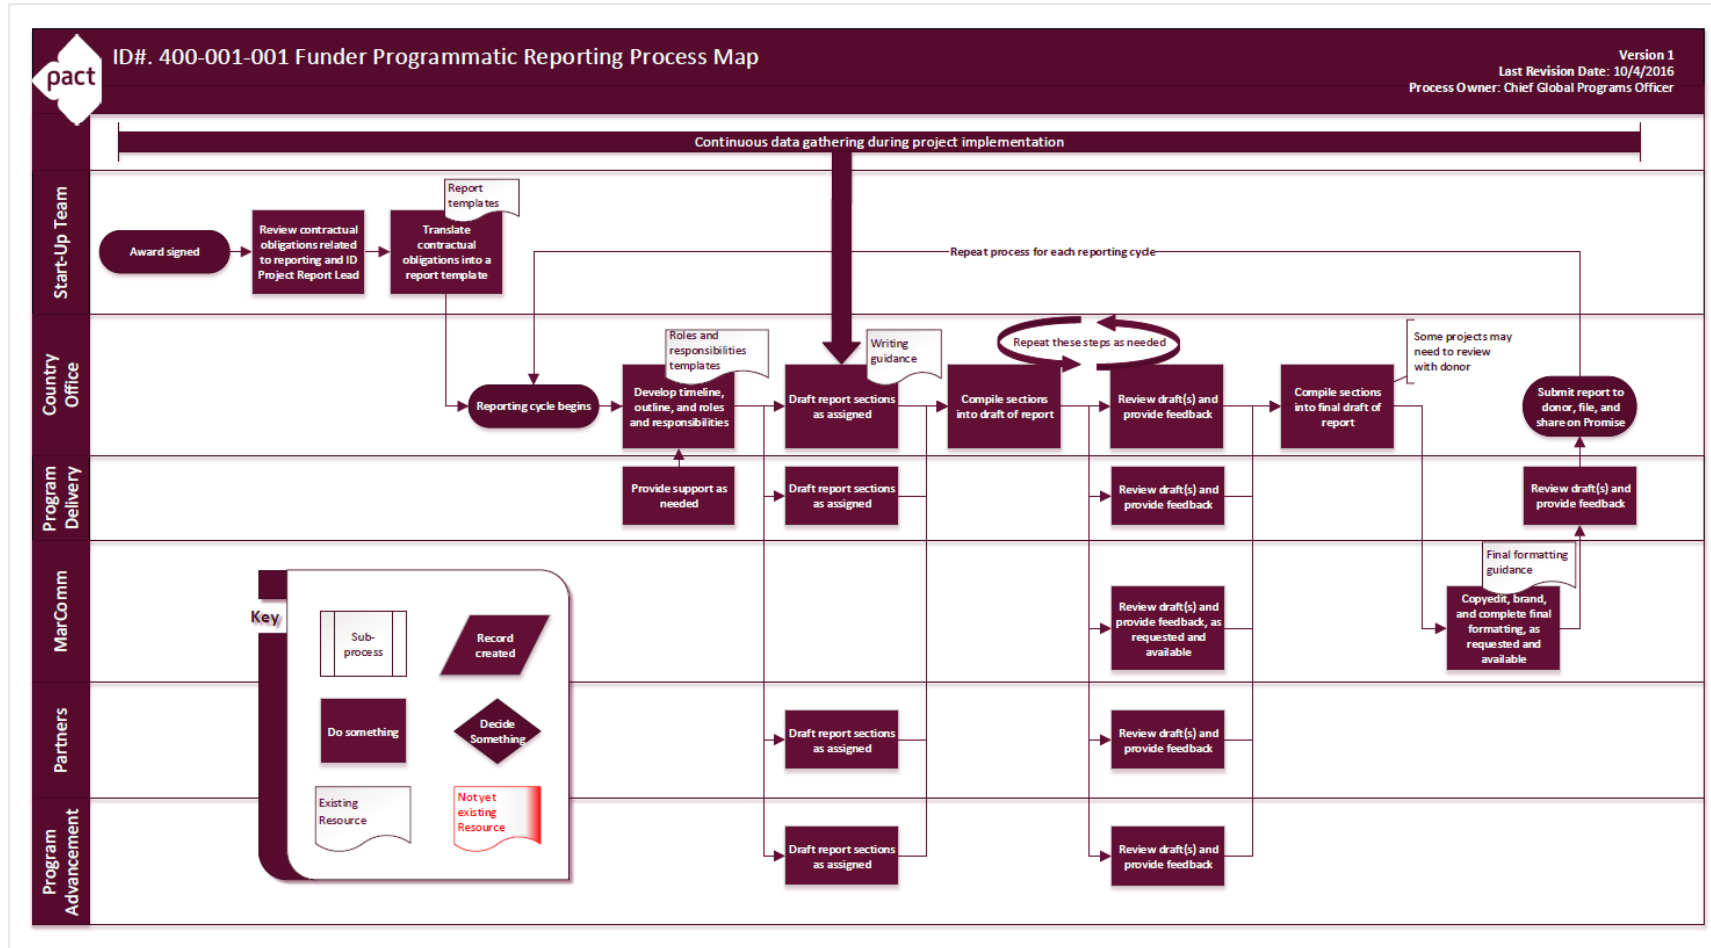 pact
ID#. 400-001-001 Funder Programmatic Reporting Process Map
Version 1
Last Revision Date: 10/4/2016
Process Owner: Chief Global Programs Officer
Continuous data gathering during project implementation
Start-Up Team
Award signed
Review contractual
obligations related
to reporting and ID
Project Report Lead
Report
templates
Translate
contractual
obligations into a
report template
Repeat process for each reporting cycle
Country
Office
Reporting cycle begins
Roles and
responsibilities
templates
Develop timeline,
outline, and roles
and responsibilities
Writing
guidance
Draft report sections
as assigned
Compile sections
into draft of report
Repeat these steps as needed
Review draft(s) and
provide feedback
Compile sections
into final draft of
report
Some projects may
need to review
with donor
Submit report to
donor, file, and
share on Promise
Program
Delivery
Provide support as
needed
Draft report sections
as assigned
Review draft(s) and
provide feedback
Review draft(s) and
provide feedback
MarComm
Review draft(s) and
provide feedback, as
requested and
available
Final formatting
guidance
Copyedit, brand,
and complete final
formatting, as
requested and
available
Key
Sub-
process
Record
created
Do something
Decide
Something
Existing
Resource
Not yet
existing
Resource
Partners
Draft report sections
as assigned
Review draft(s) and
provide feedback
Program
Advancement
Draft report sections
as assigned
Review draft(s) and
provide feedback